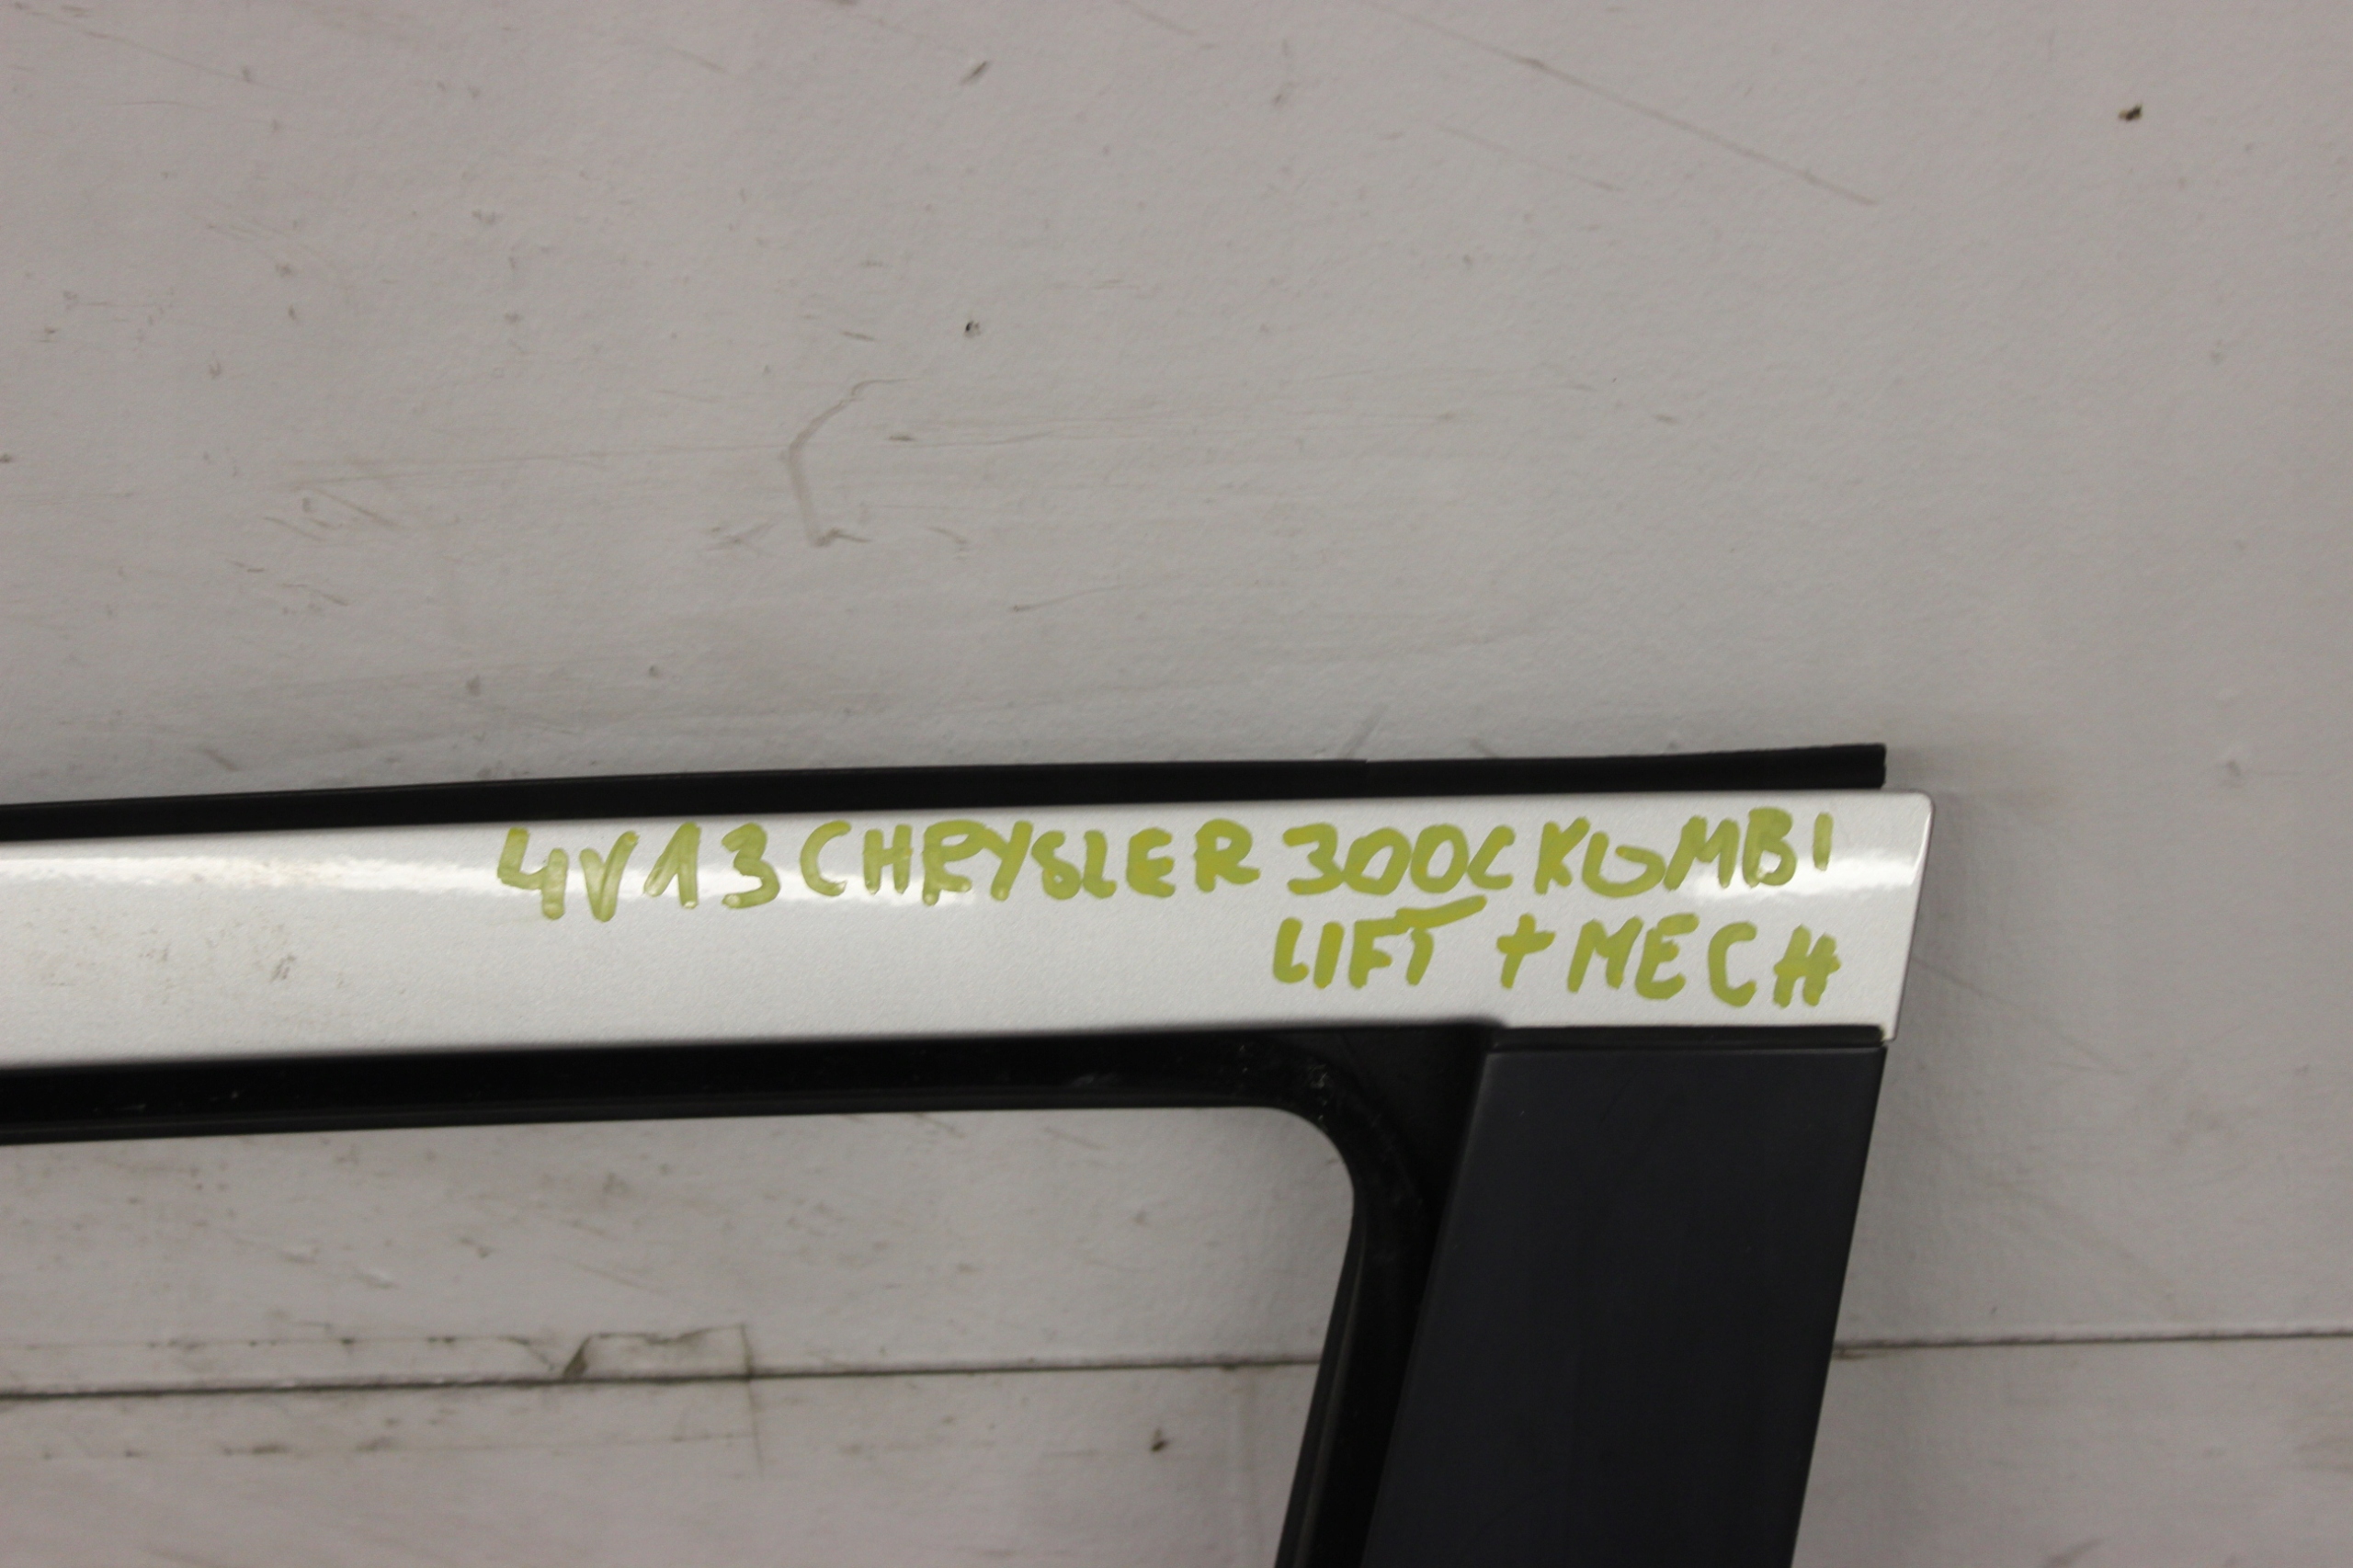 4V13 CHRYSLER 300C KOMBI
LIFT + MECH